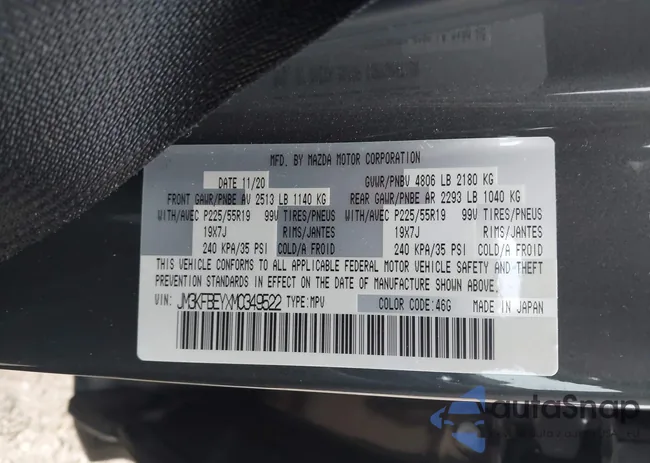 MFD. BY MAZDA MOTOR CORPORATION
DATE 11/20 GVWR/PNBV 4806 LB 2180 KG
FRONT GAWR/PNBE AV 2513 LB 1140 KG REAR GAWR/PNBE AR 2293 LB 1040 KG
WITH/AVEC P225/55R19 99V TIRES/PNEUS WITH/AVEC P225/55R19 99V TIRES/PNEUS
19X7J RIMS/JANTES 19X7J RIMS/JANTES
240 KPA/35 PSI COLD/A FROID 240 KPA/35 PSI COLD/A FROID
THIS VEHICLE CONFORMS TO ALL APPLICABLE FEDERAL MOTOR VEHICLE SAFETY AND THEFT
PREVENTION STANDARDS IN EFFECT ON THE DATE OF MANUFACTURE SHOWN ABOVE.
VIN: JM3KFBEYXM0349522 TYPE: MPV COLOR CODE: 46G MADE IN JAPAN
autoSnap